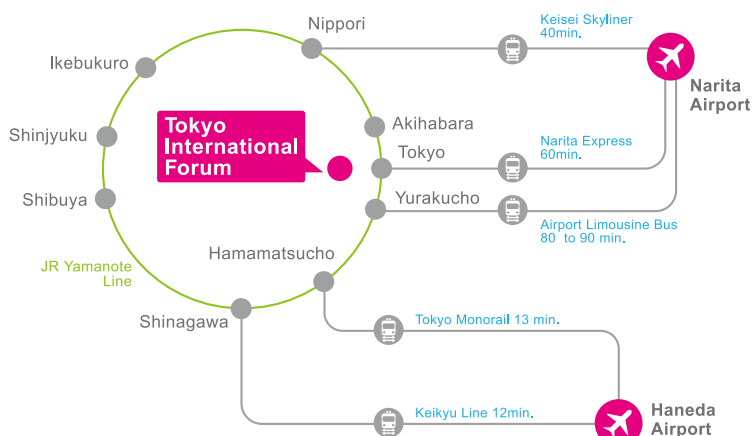 Nippori
Keisei Skyliner
40min.
Ikebukuro
Narita
Airport
Tokyo
International
Forum
Akihabara
Shinjyuku
Narita Express
60min.
Tokyo
Shibuya
Yurakucho
Airport Limousine Bus
80 to 90 min.
Hamamatsucho
JR Yamanote
Line
Shinagawa
Tokyo Monorail 13 min.
Keikyu Line 12min.
Haneda
Airport